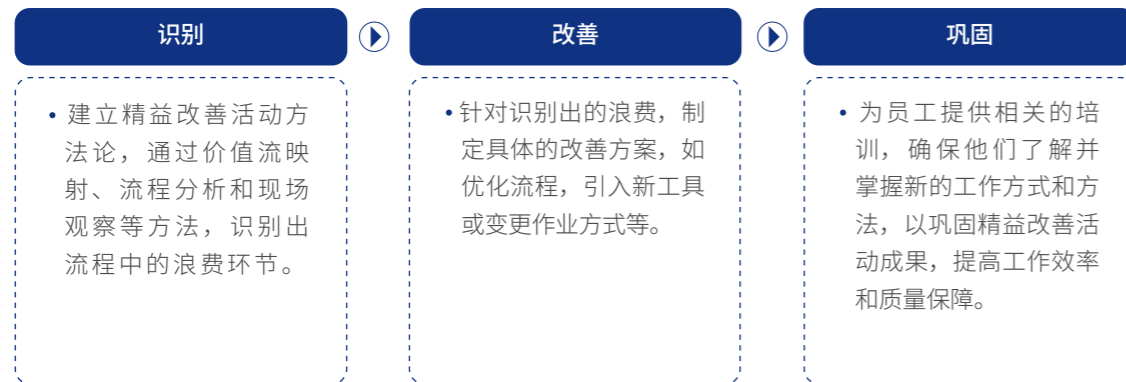 识别
• 建立精益改善活动方
法论，通过价值流映
射、流程分析和现场
观察等方法，识别出
流程中的浪费环节。
改善
• 针对识别出的浪费，制
定具体的改善方案，如
优化流程，引入新工具
或变更作业方式等。
巩固
• 为员工提供相关的培
训，确保他们了解并
掌握新的工作方式和方
法，以巩固精益改善活
动成果，提高工作效率
和质量保障。